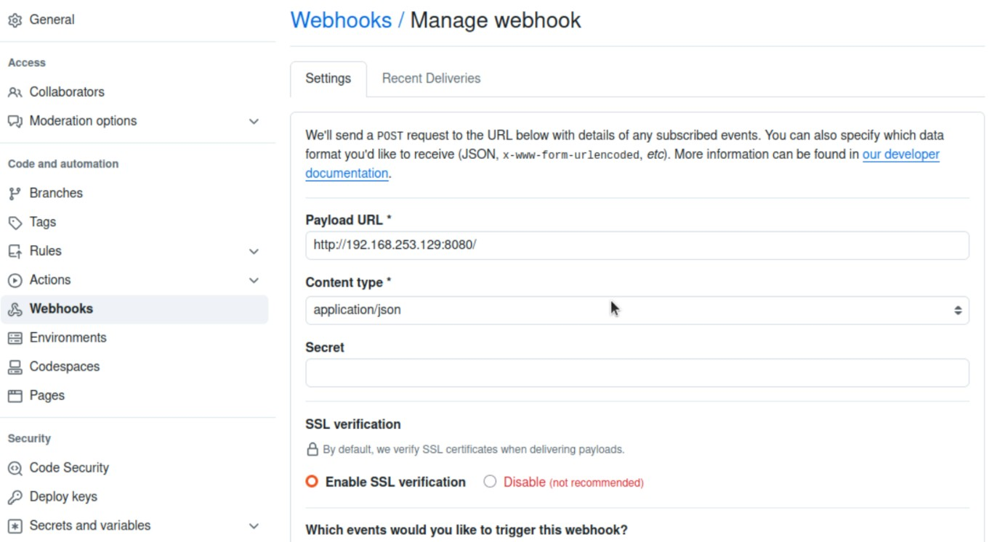 General
Access
Collaborators
Moderation options
Code and automation
Branches
Tags
Rules
Actions
Webhooks
Environments
Codespaces
Pages
Security
Code Security
Deploy keys
Secrets and variables
Webhooks / Manage webhook
Settings
Recent Deliveries
We'll send a POST request to the URL below with details of any subscribed events. You can also specify which data
format you'd like to receive (JSON, x-www-form-urlencoded, etc). More information can be found in our developer
documentation.
Payload URL *
http://192.168.253.129:8080/
Content type *
application/json
Secret
SSL verification
By default, we verify SSL certificates when delivering payloads.
Enable SSL verification
Disable (not recommended)
Which events would you like to trigger this webhook?